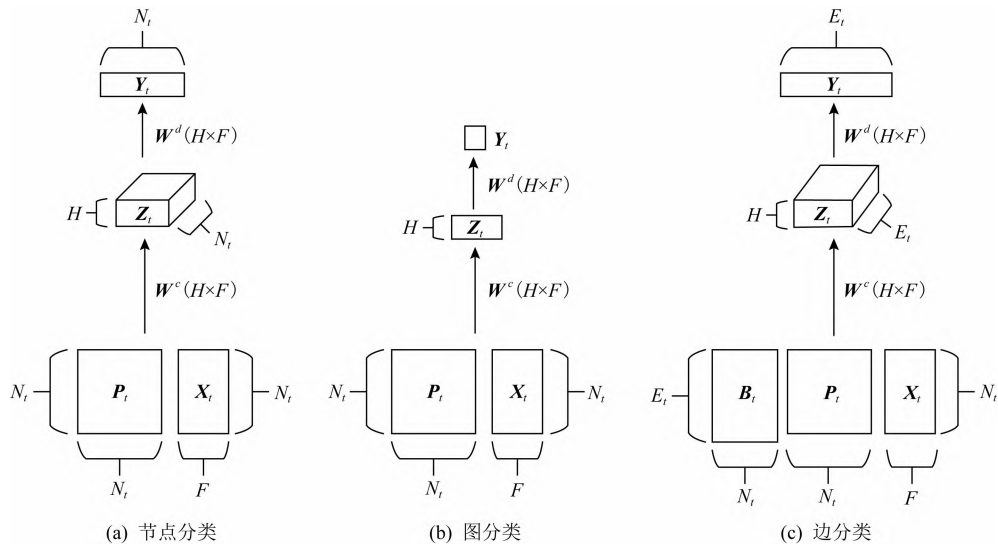 N_t
Y_t
W^d(H×F)
H
Z_t
N_t
W^c(H×F)
N_t
P_t
X_t
N_t
N_t
F
(a) 节点分类
Y_t
W^d(H×F)
H
Z_t
W^c(H×F)
N_t
P_t
X_t
N_t
N_t
F
(b) 图分类
E_t
Y_t
W^d(H×F)
H
Z_t
E_t
W^c(H×F)
E_t
B_t
P_t
X_t
N_t
N_t
N_t
F
(c) 边分类